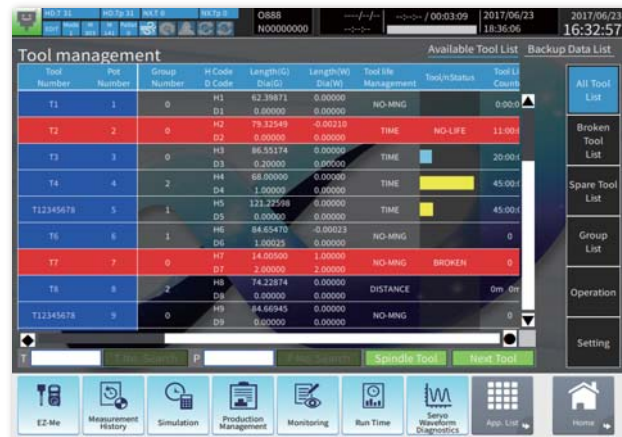 HD.T 31 HD.Tp 31 NX.T 0 NX.Tp 0 O888 ----/--/-- --:--:-- / 00:03:09 2017/06/23 2017/06/23
EDIT N00000000 --:--:-- 18:36:06 16:32:57
Tool management Available Tool List Backup Data List
Tool Number Pot Number Group Number H Code D Code Length(G) Dia(G) Length(W) Dia(W) Tool life Management Tool/nStatus Tool Li Count
T1 1 0 H1 62.39871 0.00000 NO-MNG 0:00:0
D1 0.00000 0.00000
T2 2 0 H2 79.32549 -0.00210 TIME NO-LIFE 11:00:
D2 0.00000 0.00000
T3 3 0 H3 86.55174 0.00000 TIME 20:00:
D3 0.20000 0.00000
T4 4 2 H4 68.00000 0.00000 TIME 45:00:
D4 1.00000 0.00000
T12345678 5 1 H5 121.22598 0.00000 TIME 45:00:
D5 0.00000 0.00000
T6 6 1 H6 84.65470 -0.00023 NO-MNG 0
D6 1.00025 0.00000
T7 7 0 H7 14.00500 1.00000 NO-MNG BROKEN 0
D7 2.00000 2.00000
T8 8 2 H8 74.22874 0.00000 DISTANCE 0m 0m
D8 0.00000 0.00000
T12345678 9 0 H9 84.66945 0.00000 NO-MNG 0
D9 0.00000 0.00000
T T No. Search P P No. Search Spindle Tool Next Tool
All Tool List
Broken Tool List
Spare Tool List
Group List
Operation
Setting
EZ-Me Measurement History Simulation Production Management Monitoring Run Time Servo Waveform Diagnostics App. List Home